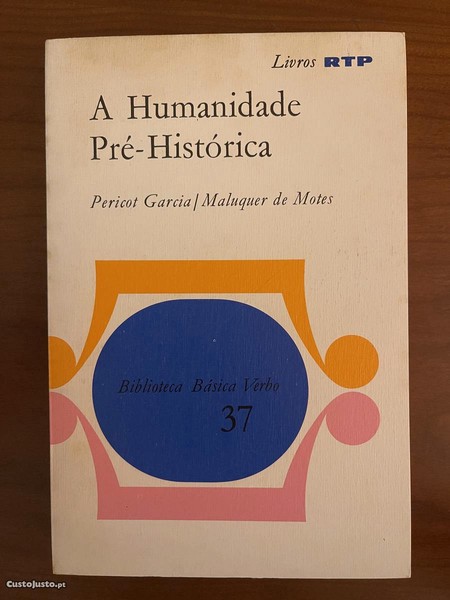 Livros RTP
A Humanidade
Pré-Histórica
Pericot Garcia/Maluquer de Motes
Biblioteca Básica Verbo
37
CustoJusto.pt